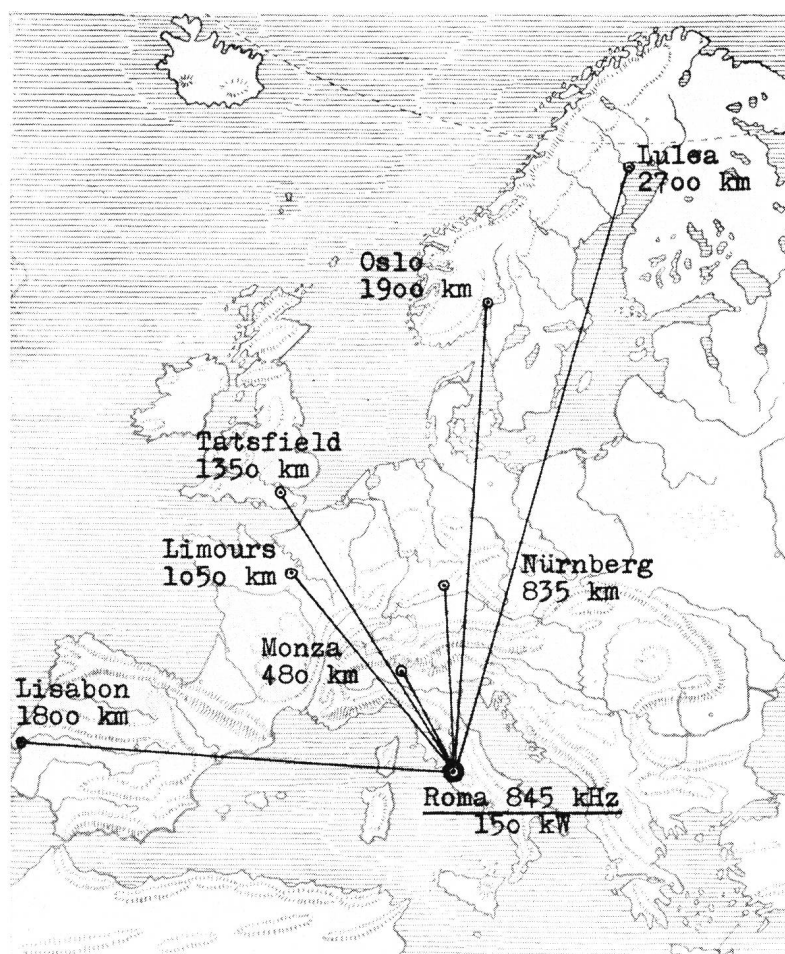 Lulea
27oo km
Oslo
19oo km
Tatsfield
135o km
Limours
1o5o km
Nürnberg
835 km
Monza
48o km
Lisabon
18oo km
Roma 845 kHz
15o kW